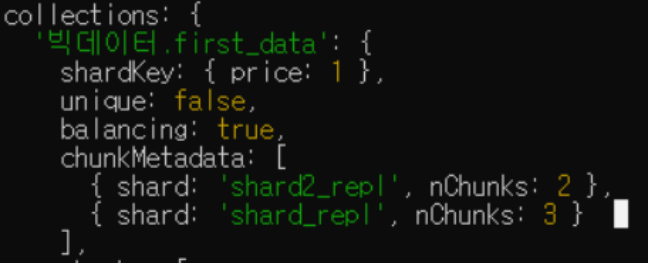 collections: {
'빅데이터.first_data': {
shardKey: { price: 1 },
unique: false,
balancing: true,
chunkMetadata: [
{ shard: 'shard2_repl', nChunks: 2 },
{ shard: 'shard_repl', nChunks: 3 }
],